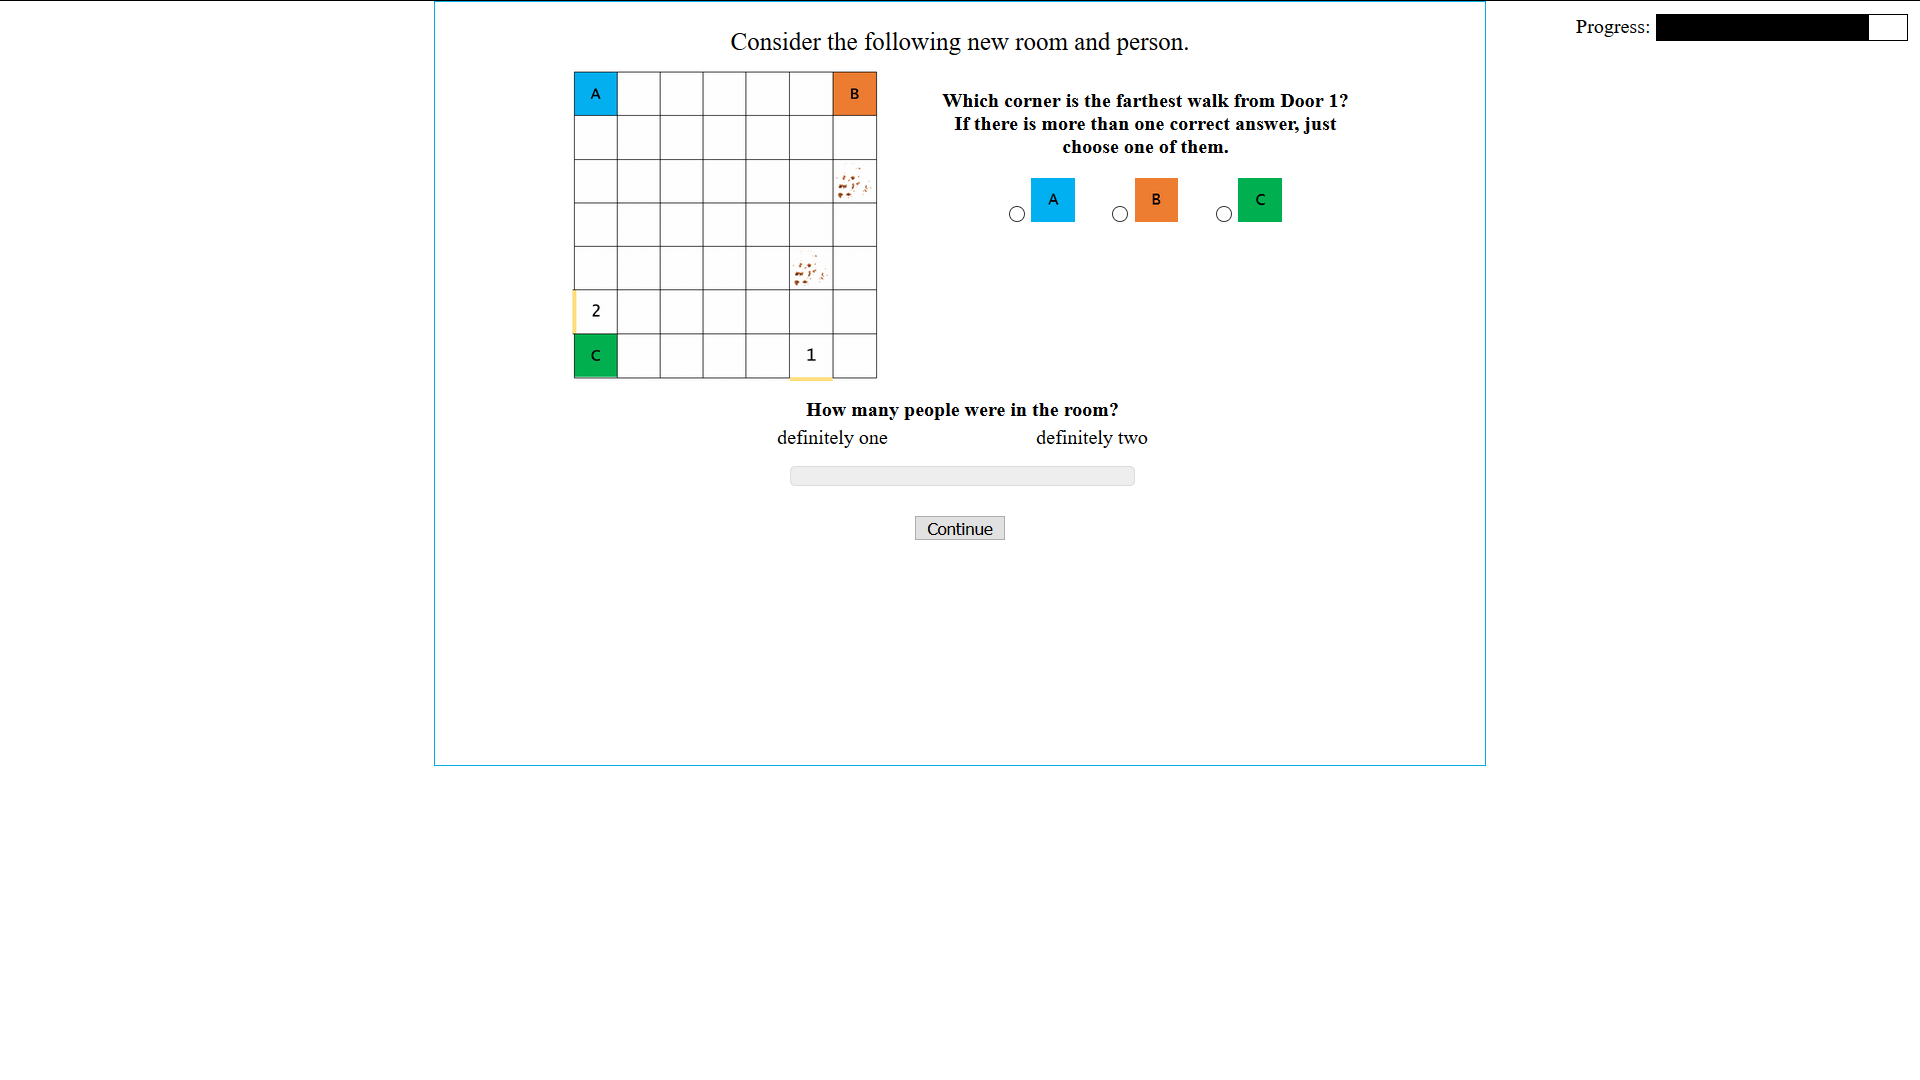 Progress:
Consider the following new room and person.
A B
Which corner is the farthest walk from Door 1?
If there is more than one correct answer, just
choose one of them.
A B C
2
C 1
How many people were in the room?
definitely one definitely two
Continue